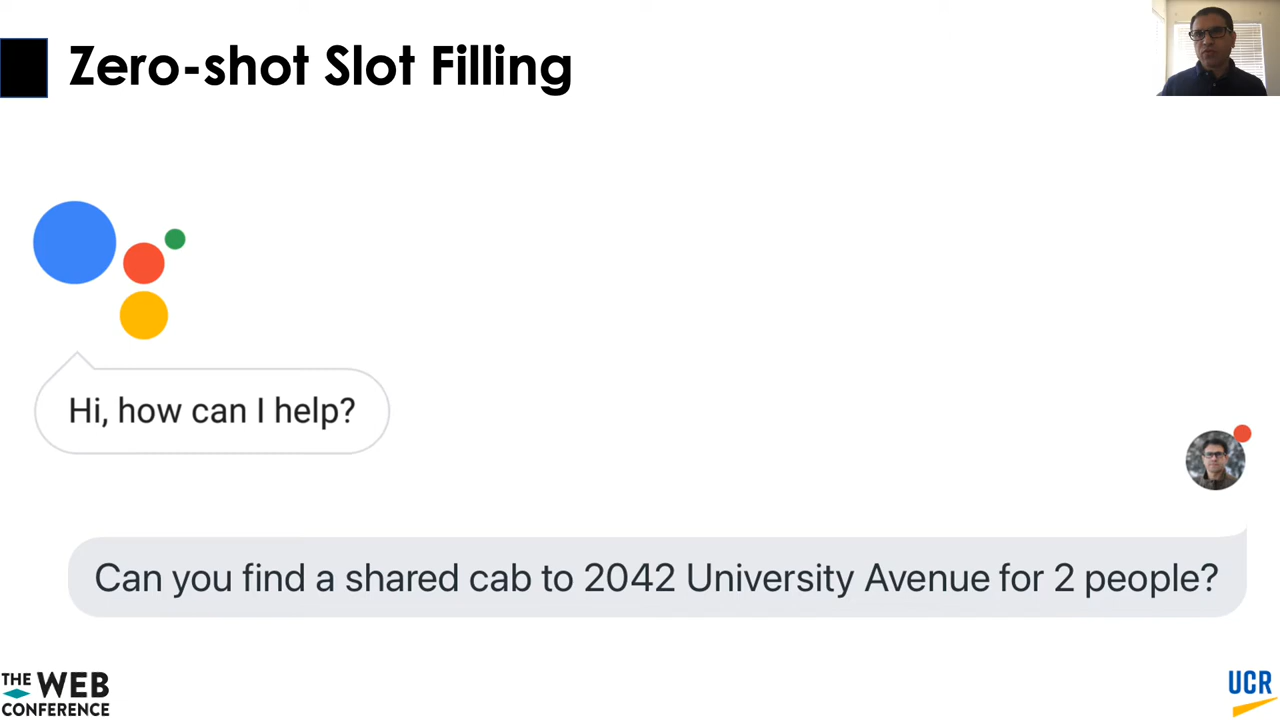 Zero-shot Slot Filling
Hi, how can I help?
Can you find a shared cab to 2042 University Avenue for 2 people?
THE WEB
CONFERENCE
UCR